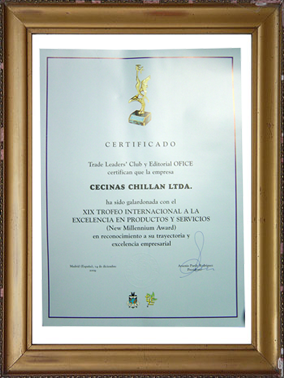 CERTIFICADO
Trade Leaders' Club y Editorial OFICE
certifican que la empresa
CECINAS CHILLAN LTDA.
ha sido galardonada con el
XIX TROFEO INTERNACIONAL A LA
EXCELENCIA EN PRODUCTOS Y SERVICIOS
(New Millennium Award)
en reconocimiento a su trayectoria y
excelencia empresarial